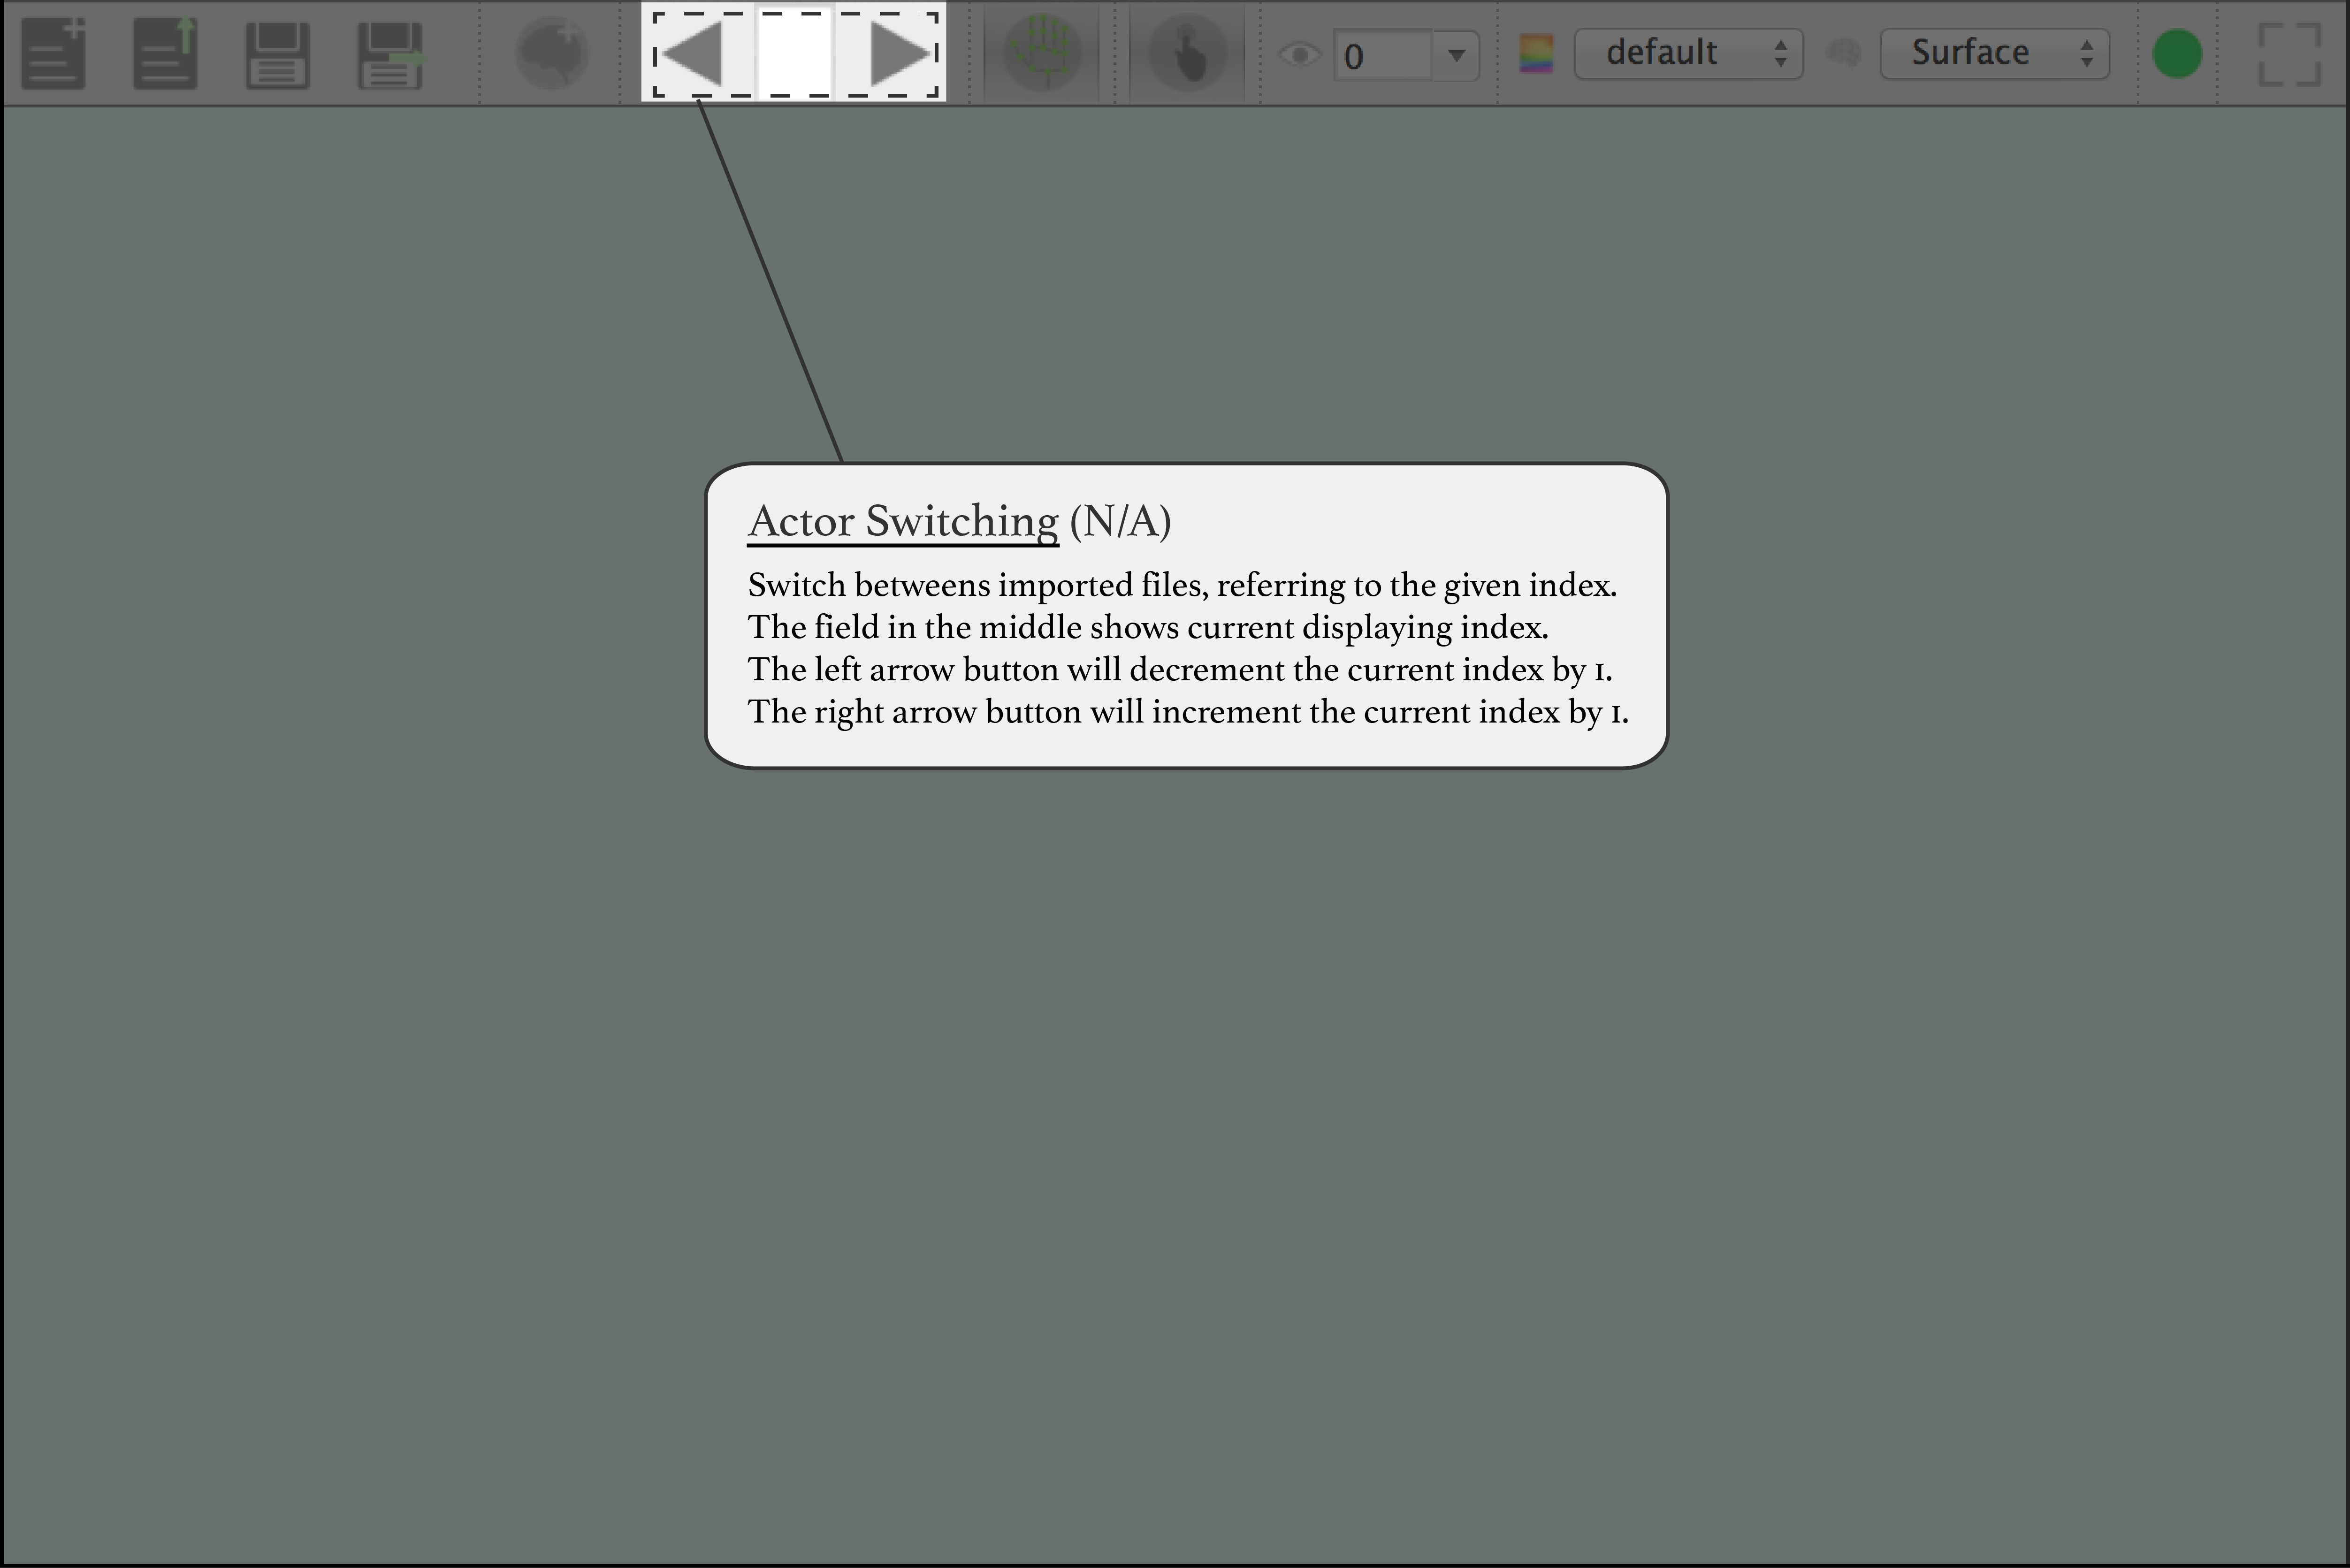 0
default
Surface
Actor Switching (N/A)
Switch betweens imported files, referring to the given index.
The field in the middle shows current displaying index.
The left arrow button will decrement the current index by 1.
The right arrow button will increment the current index by 1.